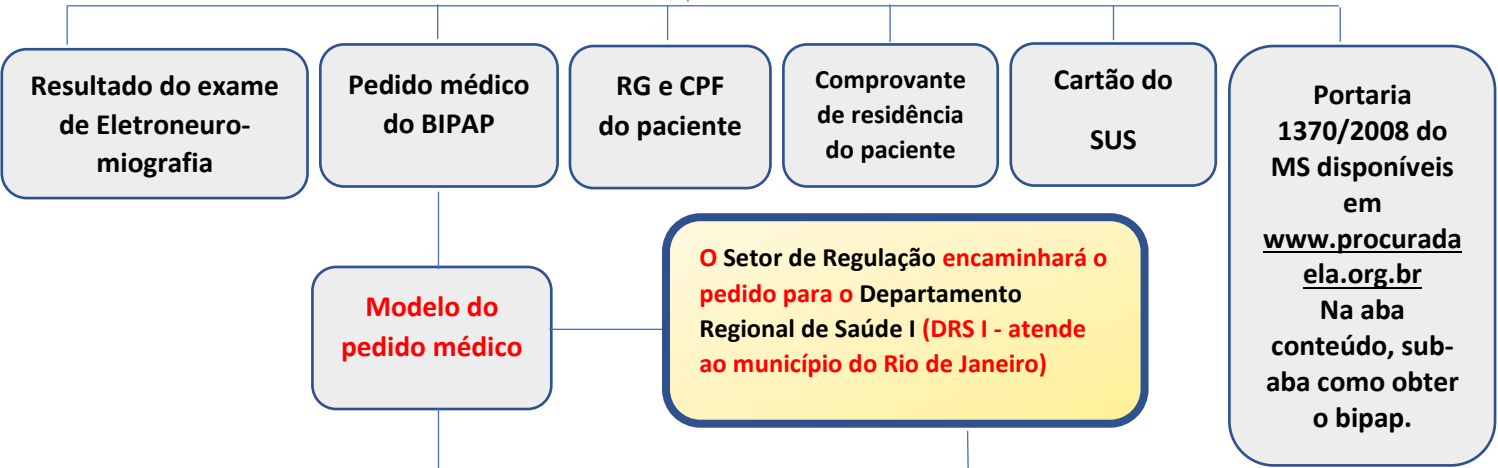 Resultado do exame
de Eletroneuro-
miografia
Pedido médico
do BIPAP
RG e CPF
do paciente
Comprovante
de residência
do paciente
Cartão do
SUS
Portaria
1370/2008 do
MS disponíveis
em
www.procurada
ela.org.br
Na aba
conteúdo, sub-
aba como obter
o bipap.
Modelo do
pedido médico
O Setor de Regulação encaminhará o
pedido para o Departamento
Regional de Saúde I (DRS I - atende
ao município do Rio de Janeiro)